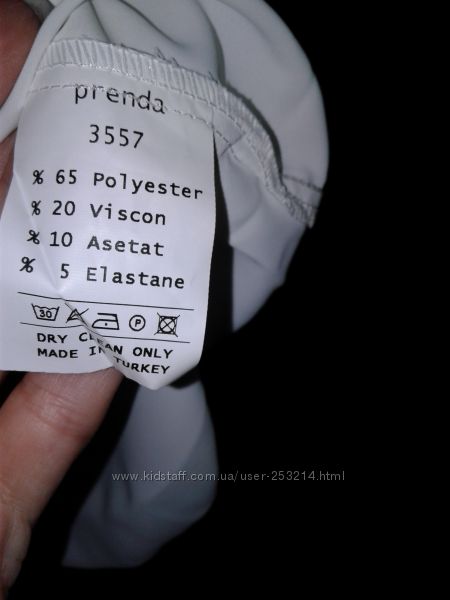 prenda
3557
% 65 Polyester
% 20 Viscon
% 10 Asetat
% 5 Elastane
30 P
DRY CLEAN ONLY
MADE IN TURKEY
www.kidstaff.com.ua/user-253214.html